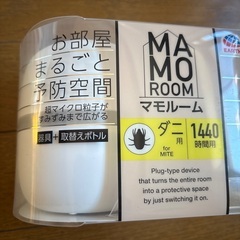 お部屋
まるごと
予防空間
超マイクロ粒子が
すみずみまで広がる
器具+取替えボトル
MA
MO
ROOM
マモルーム
ダニ用
for
MITE
1440
時間用
Plug-type device
that turns the entire room
into a protective space
by just switching it on.